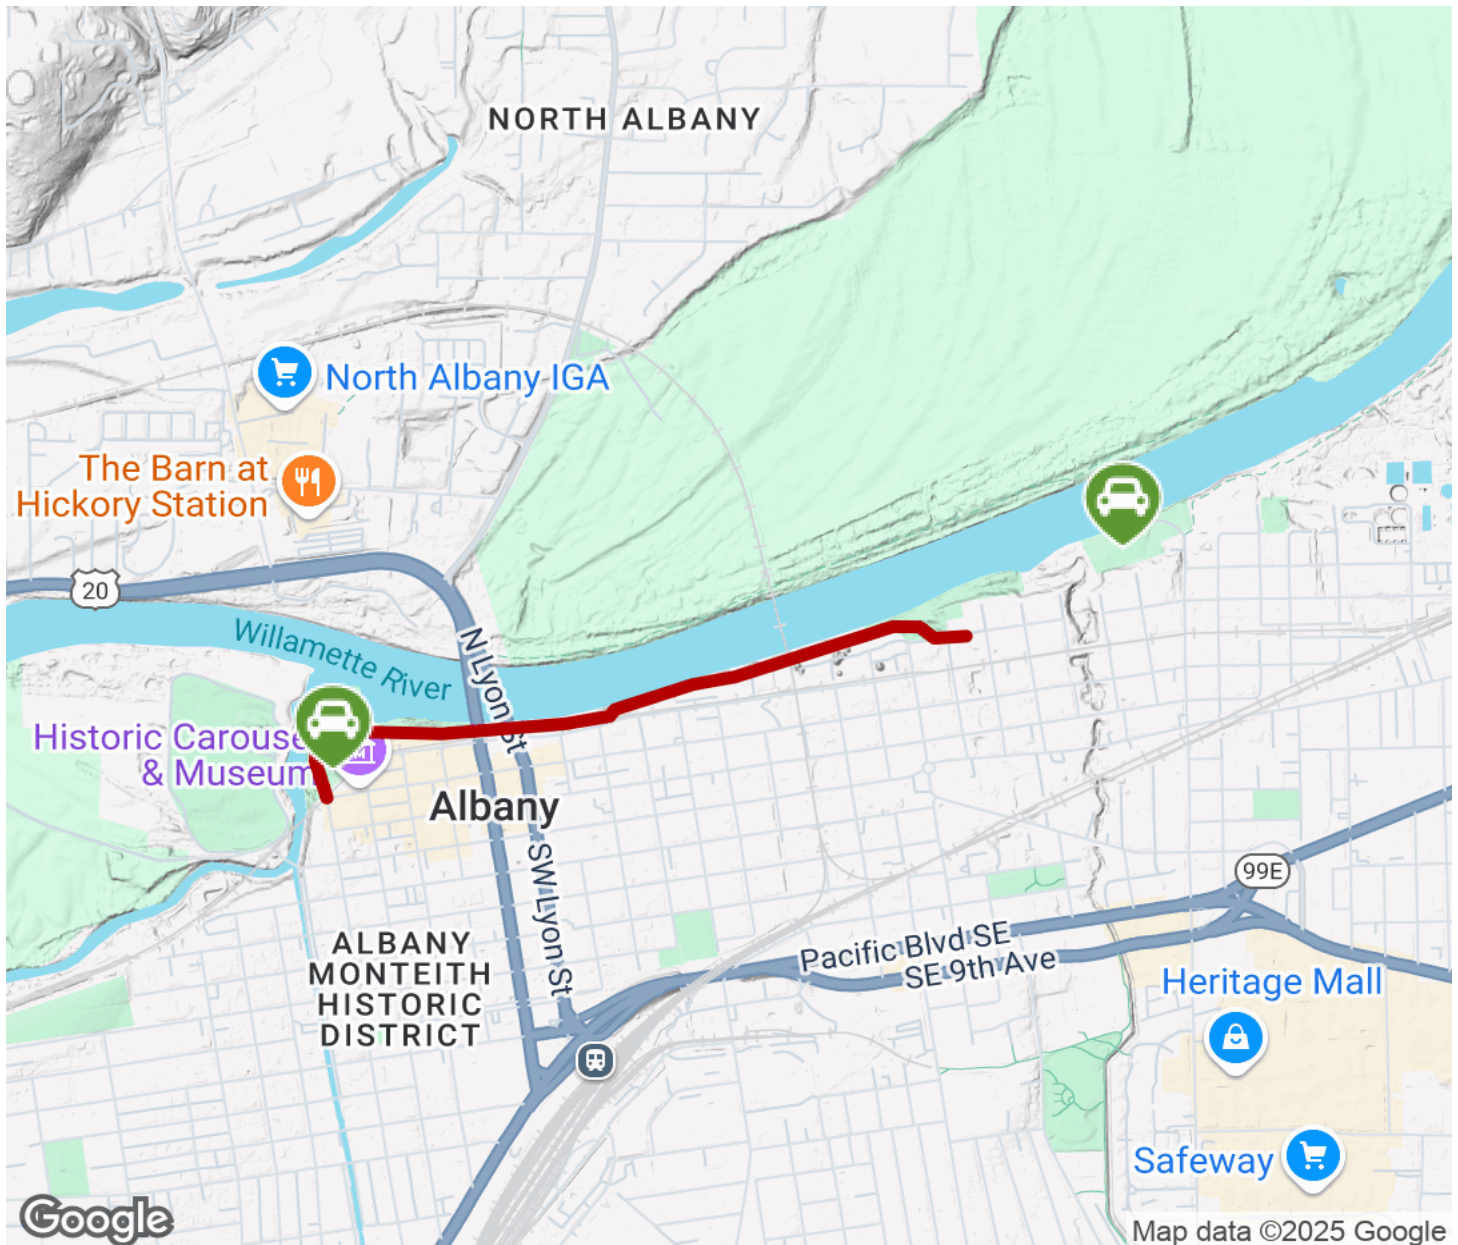 NORTH ALBANY
North Albany IGA
The Barn at
Hickory Station
20
Willamette River
N Lyon St
Historic Carouse
& Museum
M
Albany
SW Lyon St
99E
ALBANY
MONTEITH
HISTORIC
DISTRICT
Pacific Blvd SE
SE 9th Ave
Heritage Mall
Safeway
Google
Map data ©2025 Google